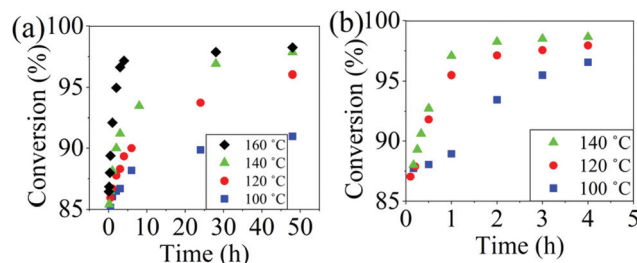 (a)
Conversion (%)
100
95
90
85
160 °C
140 °C
120 °C
100 °C
0 10 20 30 40 50
Time (h)
(b)
Conversion (%)
100
95
90
85
140 °C
120 °C
100 °C
0 1 2 3 4 5
Time (h)